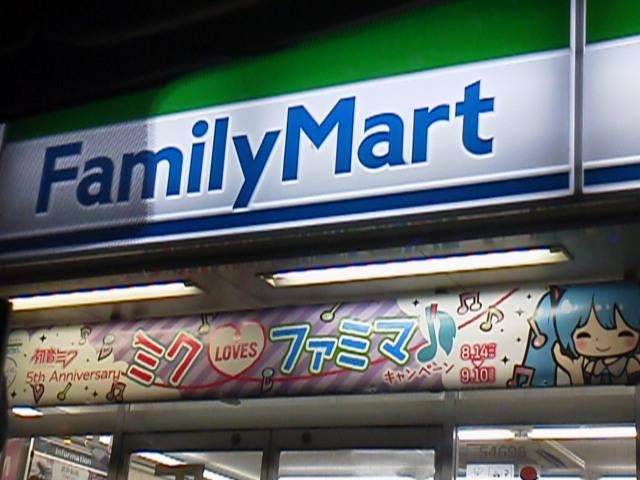 FamilyMart
初音ミク
5th Anniversary
ミク LOVES ファミマ
キャンペーン
8.14
9.10
Information